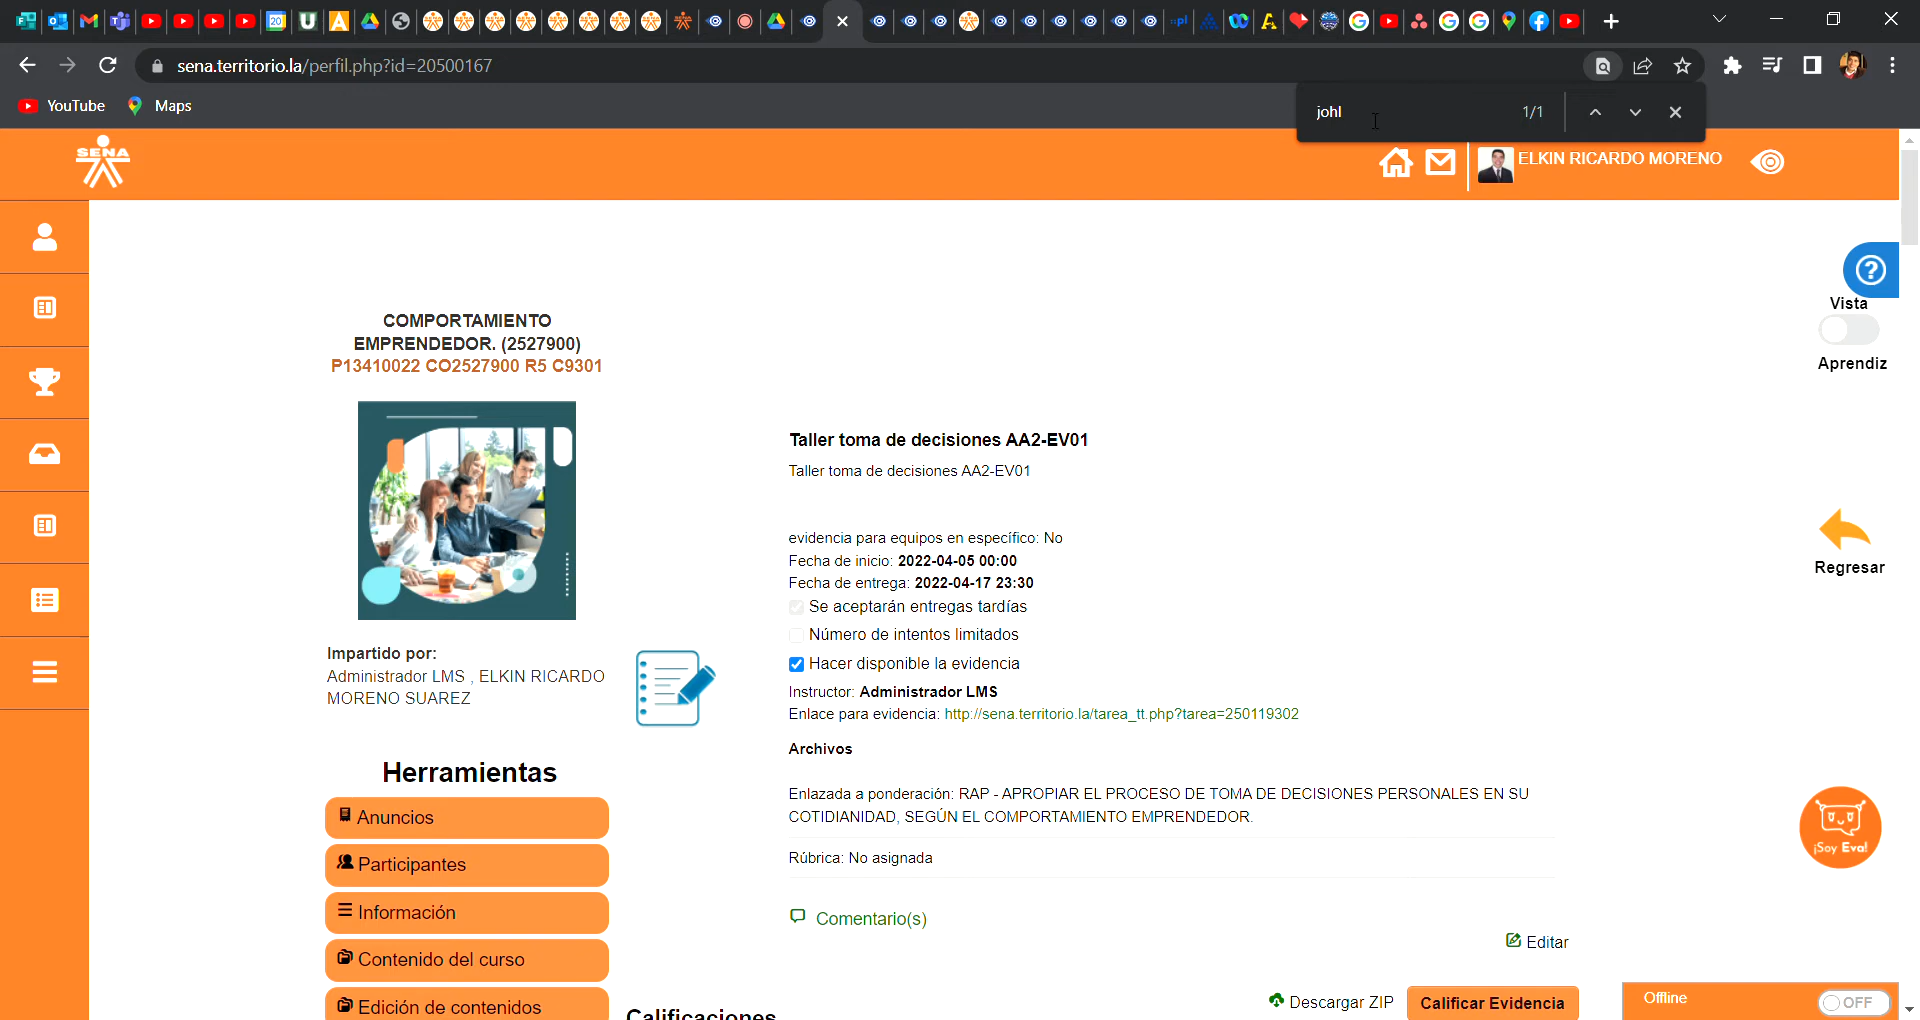 sena.territorio.la/perfil.php?id=20500167
YouTube
Maps
johl
1/1
SENA
ELKIN RICARDO MORENO
Vista
Aprendiz
COMPORTAMIENTO
EMPRENDEDOR. (2527900)
P13410022 CO2527900 R5 C9301
Taller toma de decisiones AA2-EV01
Taller toma de decisiones AA2-EV01
evidencia para equipos en específico: No
Fecha de inicio: 2022-04-05 00:00
Fecha de entrega: 2022-04-17 23:30
Se aceptarán entregas tardías
Número de intentos limitados
Hacer disponible la evidencia
Instructor: Administrador LMS
Enlace para evidencia: http://sena.territorio.la/tarea_tt.php?tarea=250119302
Archivos
Enlazada a ponderación: RAP - APROPIAR EL PROCESO DE TOMA DE DECISIONES PERSONALES EN SU
COTIDIANIDAD, SEGÚN EL COMPORTAMIENTO EMPRENDEDOR.
Rúbrica: No asignada
Comentario(s)
Editar
Descargar ZIP
Calificar Evidencia
Calificaciones
Regresar
¡Soy Eva!
Impartido por:
Administrador LMS , ELKIN RICARDO
MORENO SUAREZ
Herramientas
Anuncios
Participantes
Información
Contenido del curso
Edición de contenidos
Offline
OFF